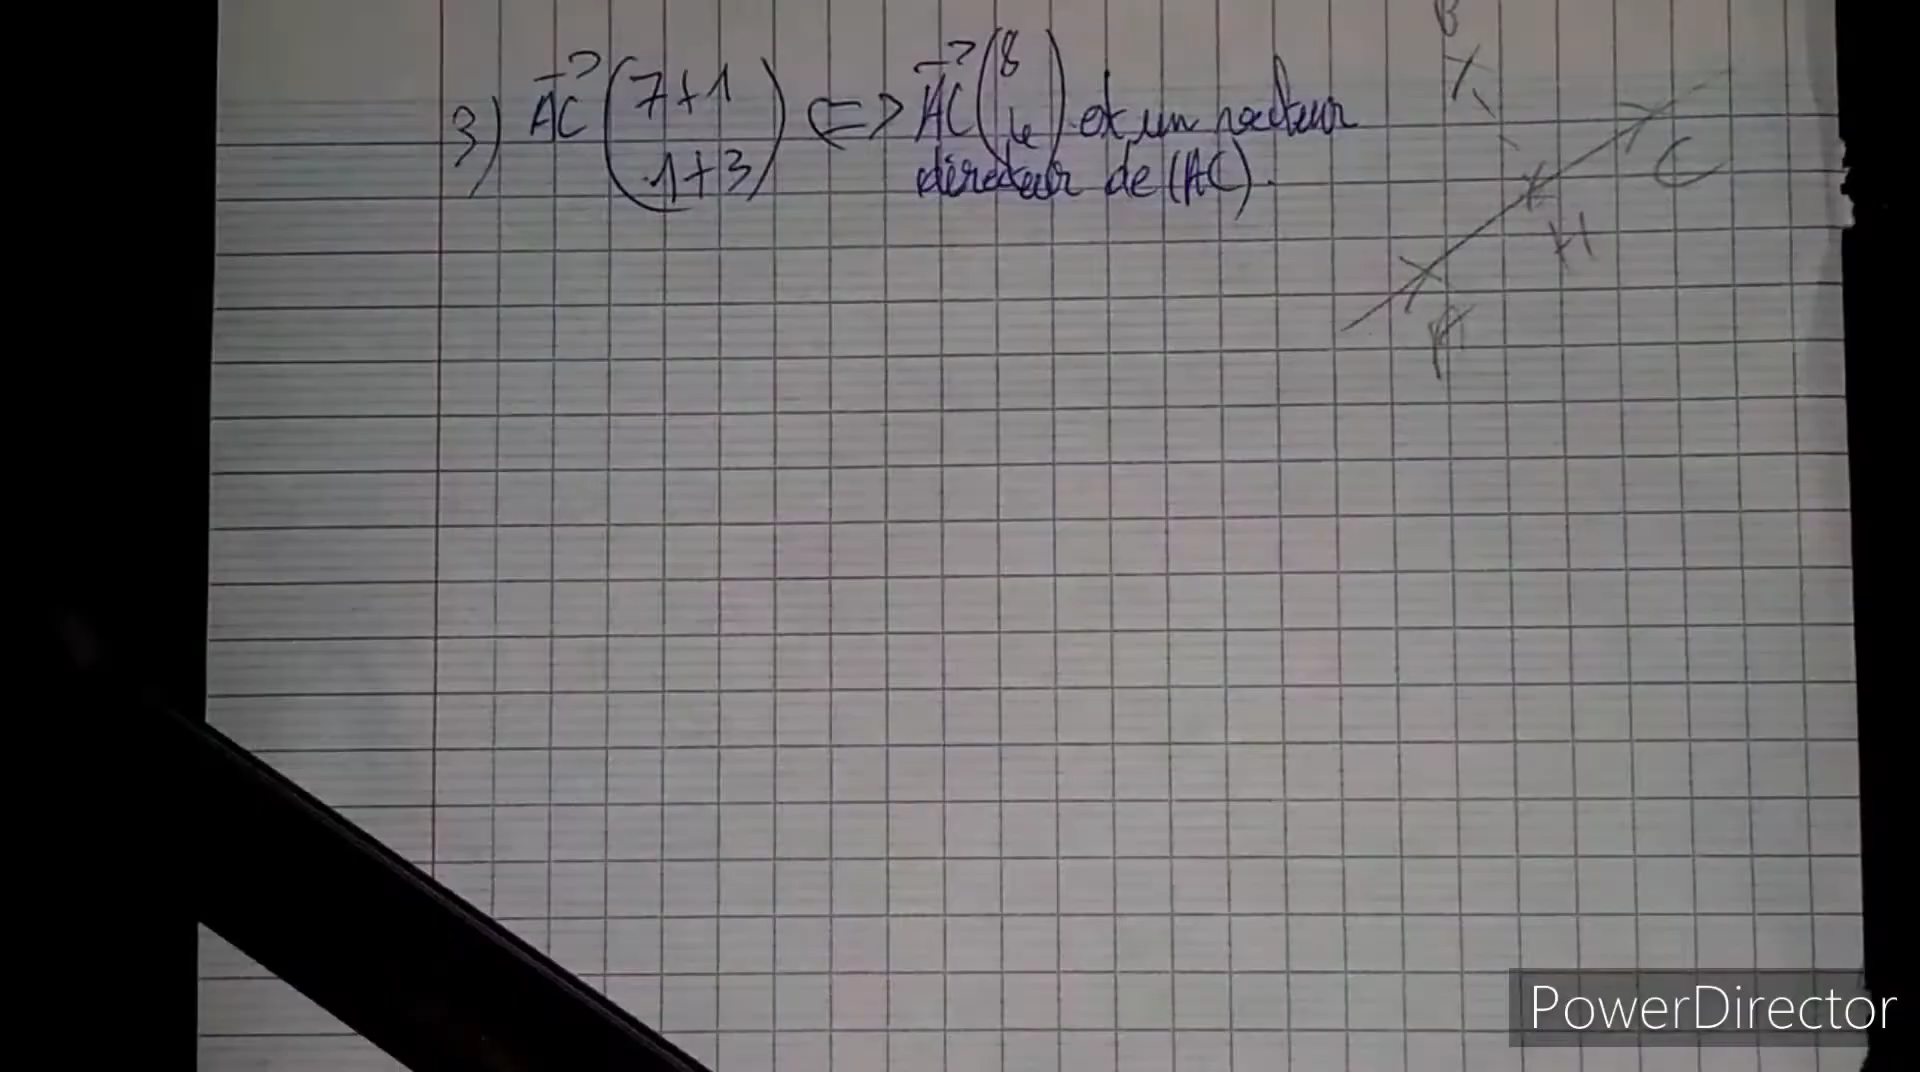 3) AC (7+1 1+3) <=> AC (8 4) est un vecteur
directeur de (AC).
B
C
H
A
PowerDirector